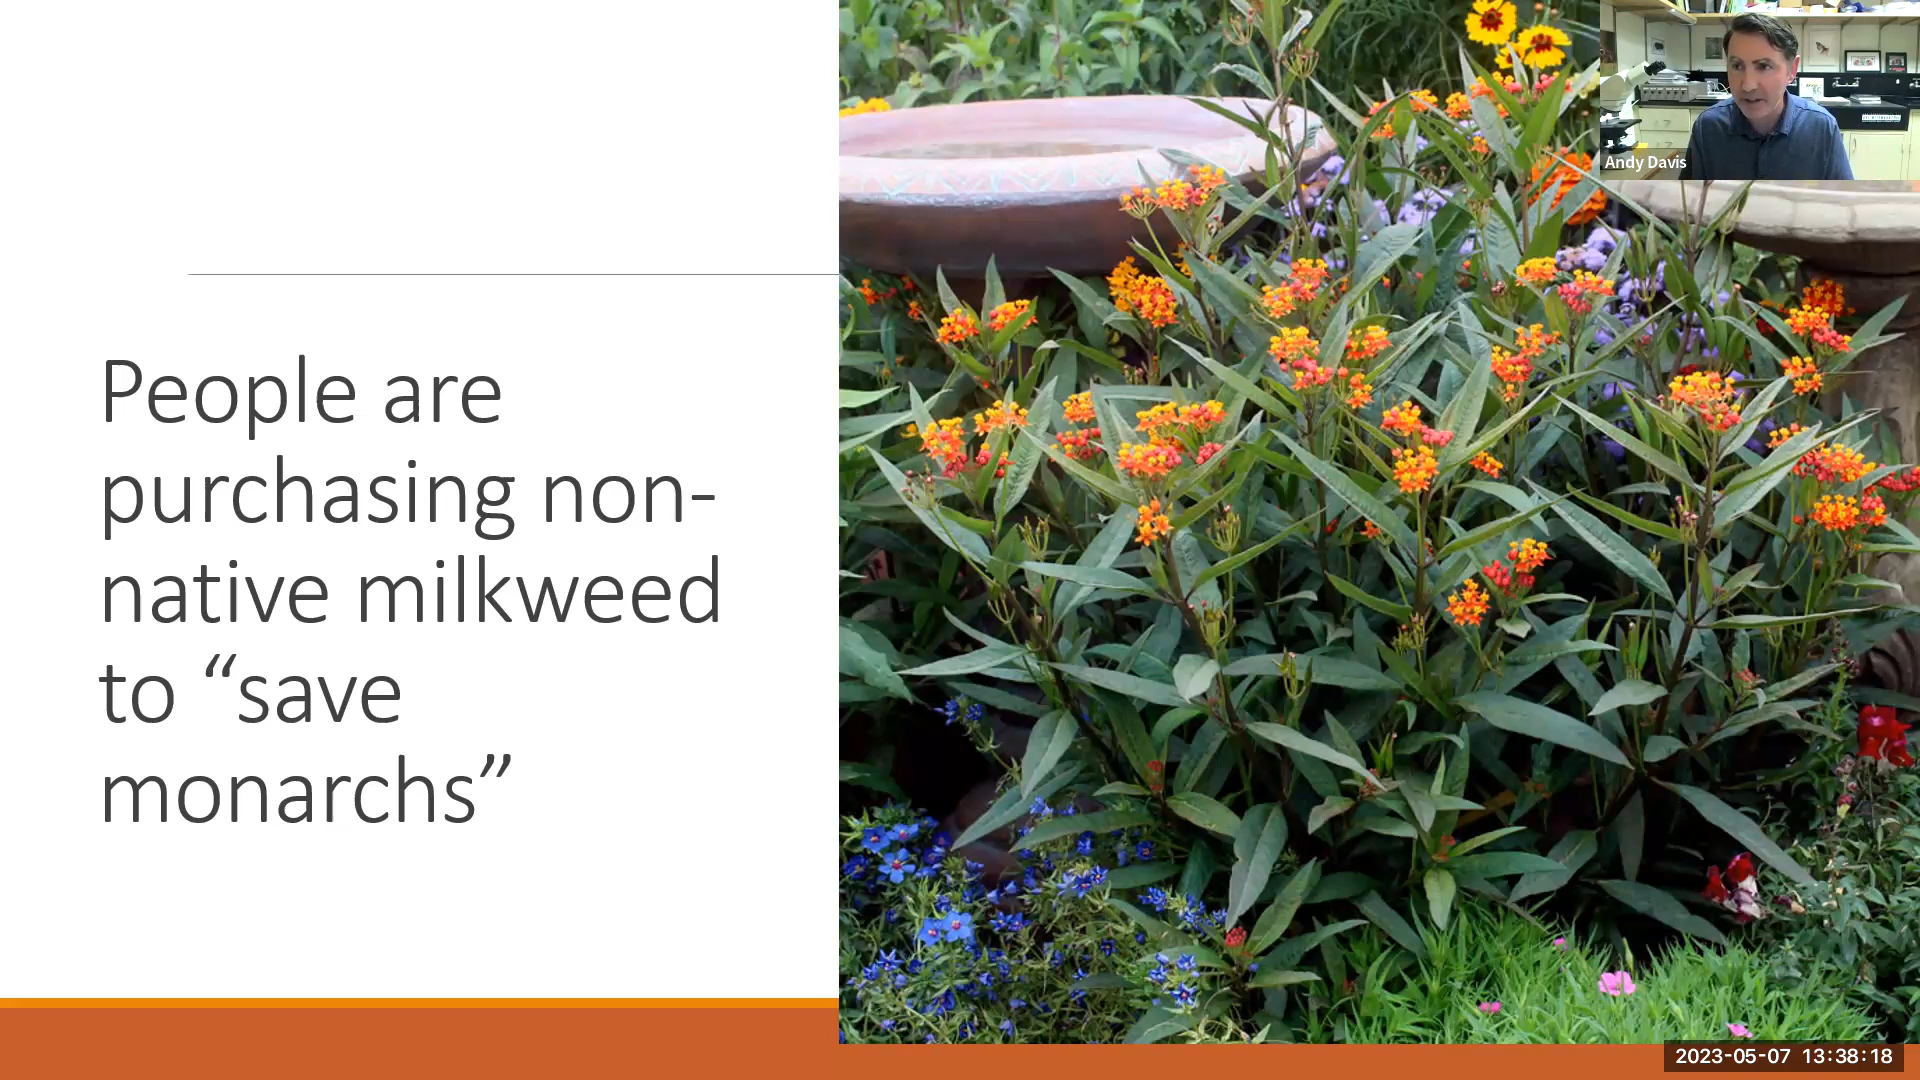 People are
purchasing non-
native milkweed
to “save
monarchs”
Andy Davis
2023-05-07 13:38:18